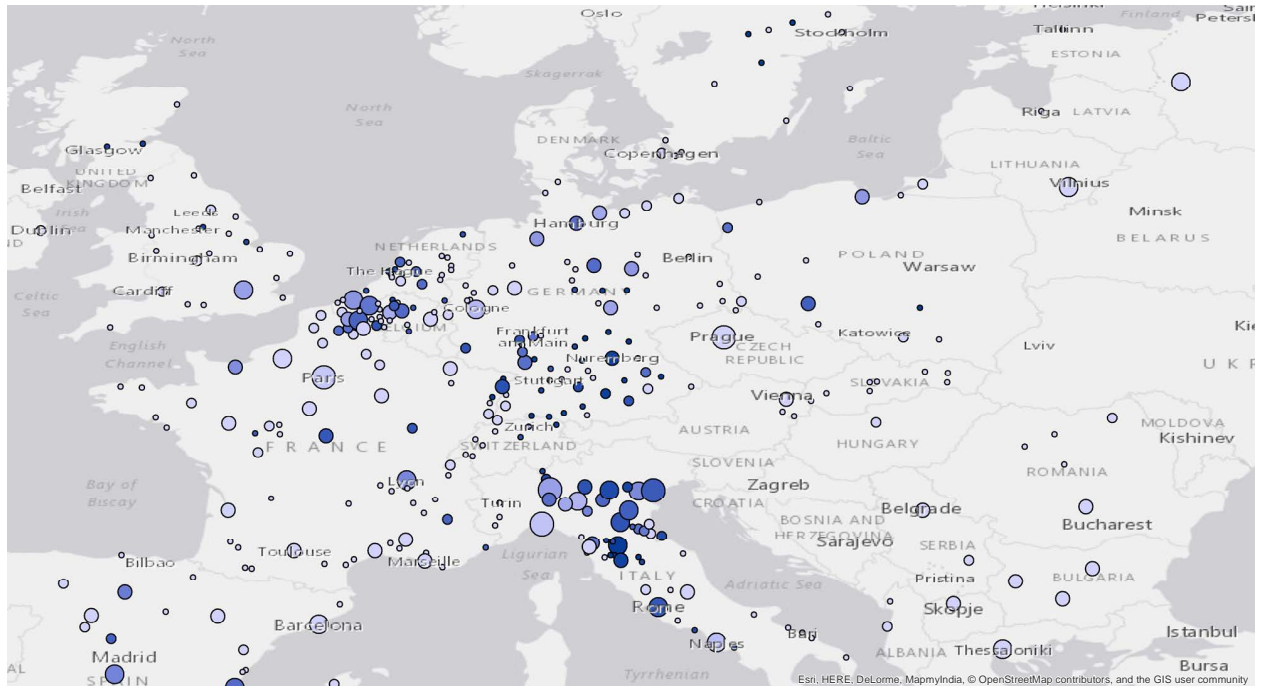 Oslo
Stockholm
Tallinn
Finland
ESTONIA
North
Sea
Skagerrak
North
Sea
Riga
LATVIA
Glasgow
DENMARK
Copenhagen
Baltic
Sea
LITHUANIA
UNITED
KINGDOM
Belfast
Vilnius
Irish
Sea
Leeds
Minsk
Dublin
Manchester
Hamburg
BELARUS
NETHERLANDS
Birmingham
Berlin
POLAND
Warsaw
The Hague
Cardiff
GERMANY
Celtic
Sea
Cologne
BELGIUM
Frankfurt
am Main
Prague
Katowice
English
Channel
CZECH
REPUBLIC
Lviv
Nuremberg
Paris
Stuttgart
SLOVAKIA
Vienna
Zurich
AUSTRIA
MOLDOVA
Kishinev
FRANCE
SWITZERLAND
HUNGARY
SLOVENIA
ROMANIA
Bay of
Biscay
Lyon
Zagreb
Turin
CROATIA
Belgrade
BOSNIA AND
HERZEGOVINA
Bucharest
Sarajevo
SERBIA
Toulouse
Ligurian
Sea
Bilbao
Marseille
ITALY
Adriatic Sea
Pristina
BULGARIA
Rome
Skopje
Barcelona
Naples
Bari
Istanbul
ALBANIA
Thessaloniki
Madrid
SPAIN
Tyrrhenian
Bursa
Esri, HERE, DeLorme, MapmyIndia, © OpenStreetMap contributors, and the GIS user community